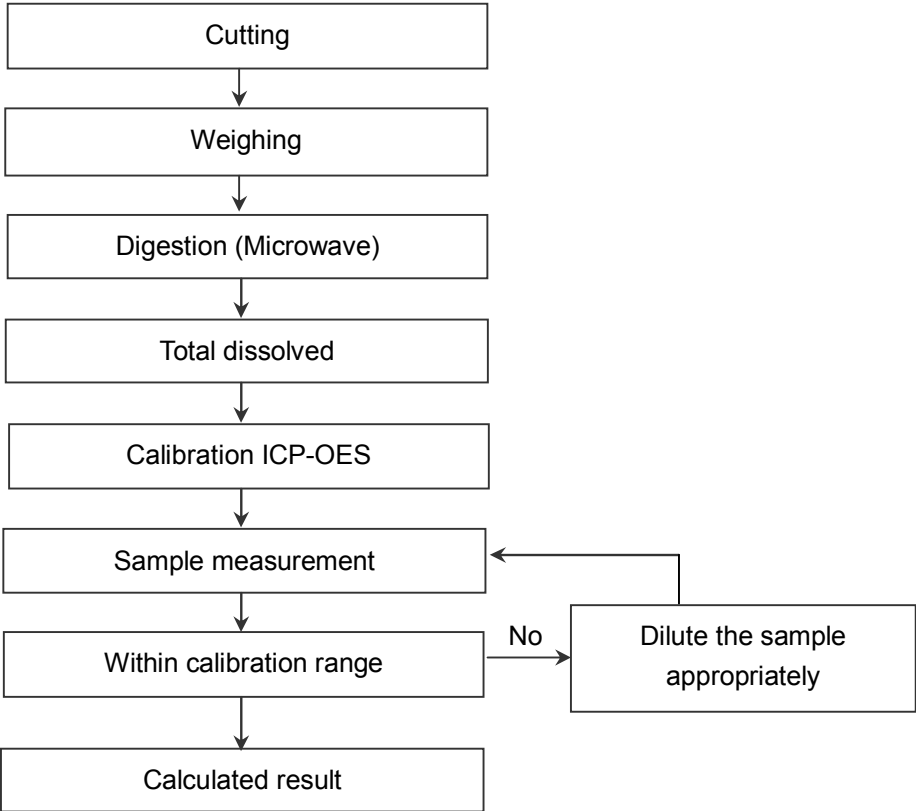 Cutting
Weighing
Digestion (Microwave)
Total dissolved
Calibration ICP-OES
Sample measurement
Within calibration range
No
Dilute the sample
appropriately
Calculated result